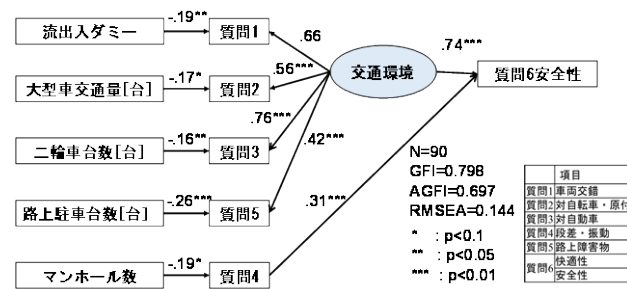 流出入ダミー
-.19**
質問1
.66
大型車交通量[台]
-.17*
質問2
.56***
交通環境
.74***
質問6安全性
二輪車台数[台]
-.16**
質問3
.76***
路上駐車台数[台]
-.26***
質問5
.42***
マンホール数
-.19*
質問4
.31***
N=90
GFI=0.798
AGFI=0.697
RMSEA=0.144
* : p<0.1
** : p<0.05
*** : p<0.01
項目
質問1 車両交錯
質問2 対自転車・原付
質問3 対自動車
質問4 段差・振動
質問5 路上障害物
質問6 快適性
安全性